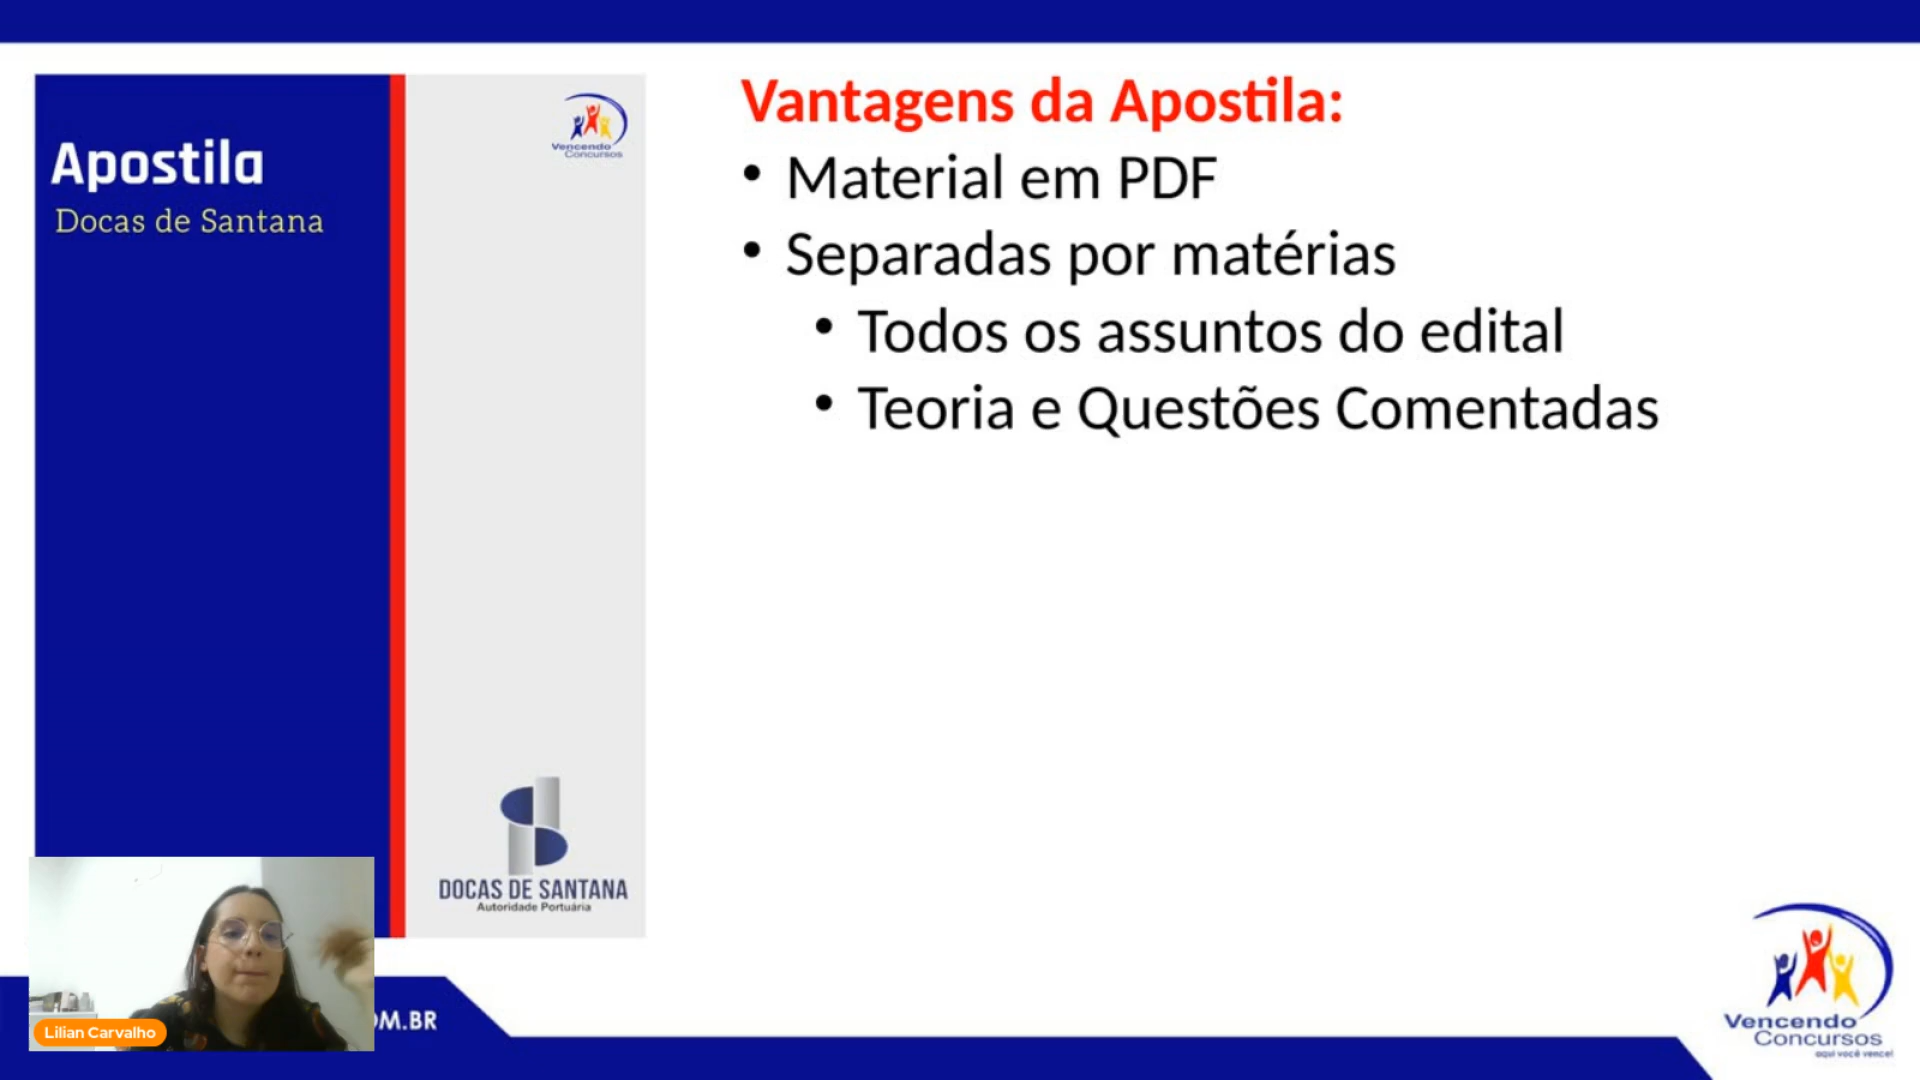 Apostila
Docas de Santana
Vencendo
Concursos
DOCAS DE SANTANA
Autoridade Portuária
Vantagens da Apostila:
• Material em PDF
• Separadas por matérias
• Todos os assuntos do edital
• Teoria e Questões Comentadas
Lilian Carvalho
OM.BR
Vencendo
Concursos
aqui você vence!